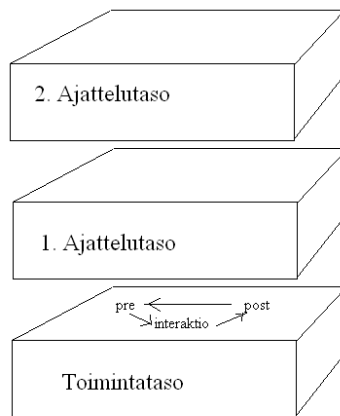 2. Ajattelutaso
1. Ajattelutaso
pre post
interaktio
Toimintataso